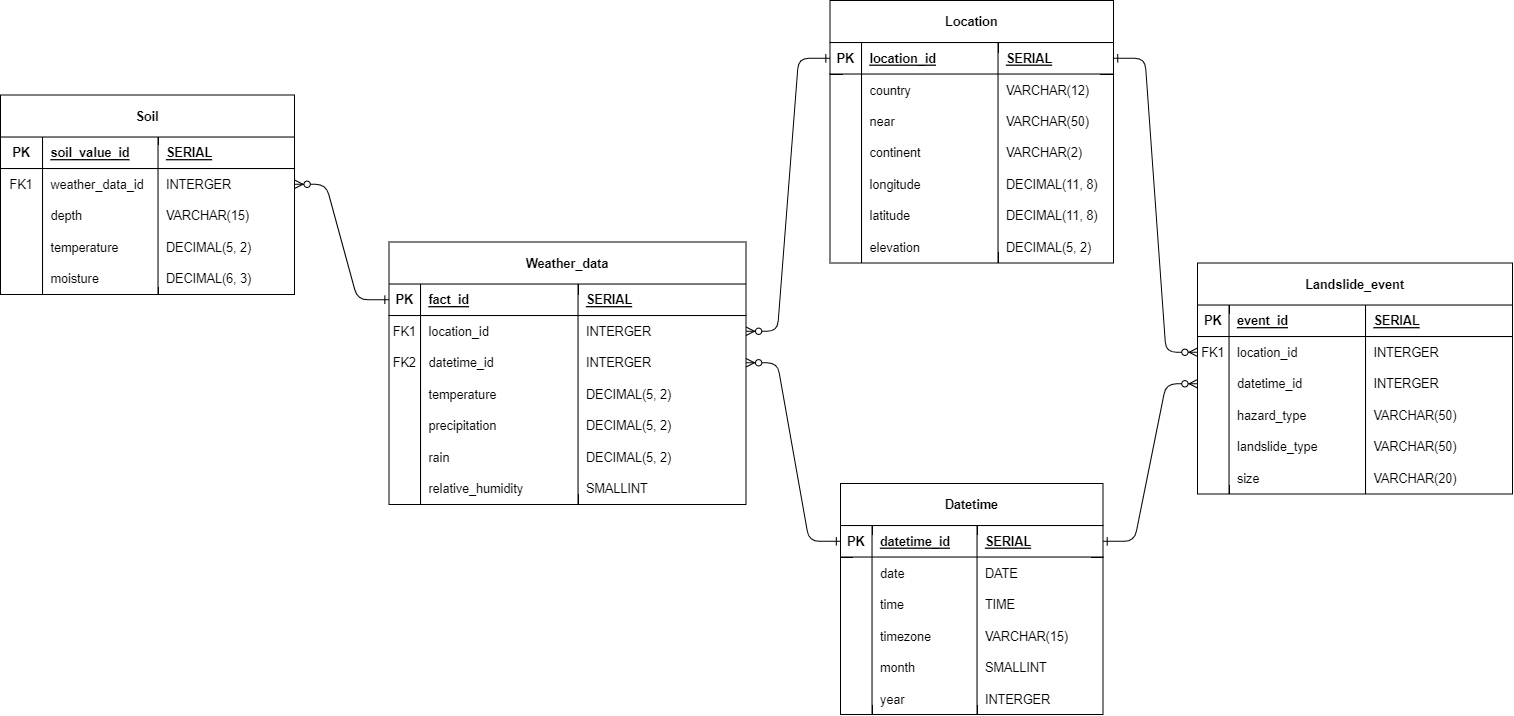 Soil
PK soil_value_id SERIAL
FK1 weather_data_id INTERGER
depth VARCHAR(15)
temperature DECIMAL(5, 2)
moisture DECIMAL(6, 3)
Weather_data
PK fact_id SERIAL
FK1 location_id INTERGER
FK2 datetime_id INTERGER
temperature DECIMAL(5, 2)
precipitation DECIMAL(5, 2)
rain DECIMAL(5, 2)
relative_humidity SMALLINT
Location
PK location_id SERIAL
country VARCHAR(12)
near VARCHAR(50)
continent VARCHAR(2)
longitude DECIMAL(11, 8)
latitude DECIMAL(11, 8)
elevation DECIMAL(5, 2)
Datetime
PK datetime_id SERIAL
date DATE
time TIME
timezone VARCHAR(15)
month SMALLINT
year INTERGER
Landslide_event
PK event_id SERIAL
FK1 location_id INTERGER
datetime_id INTERGER
hazard_type VARCHAR(50)
landslide_type VARCHAR(50)
size VARCHAR(20)